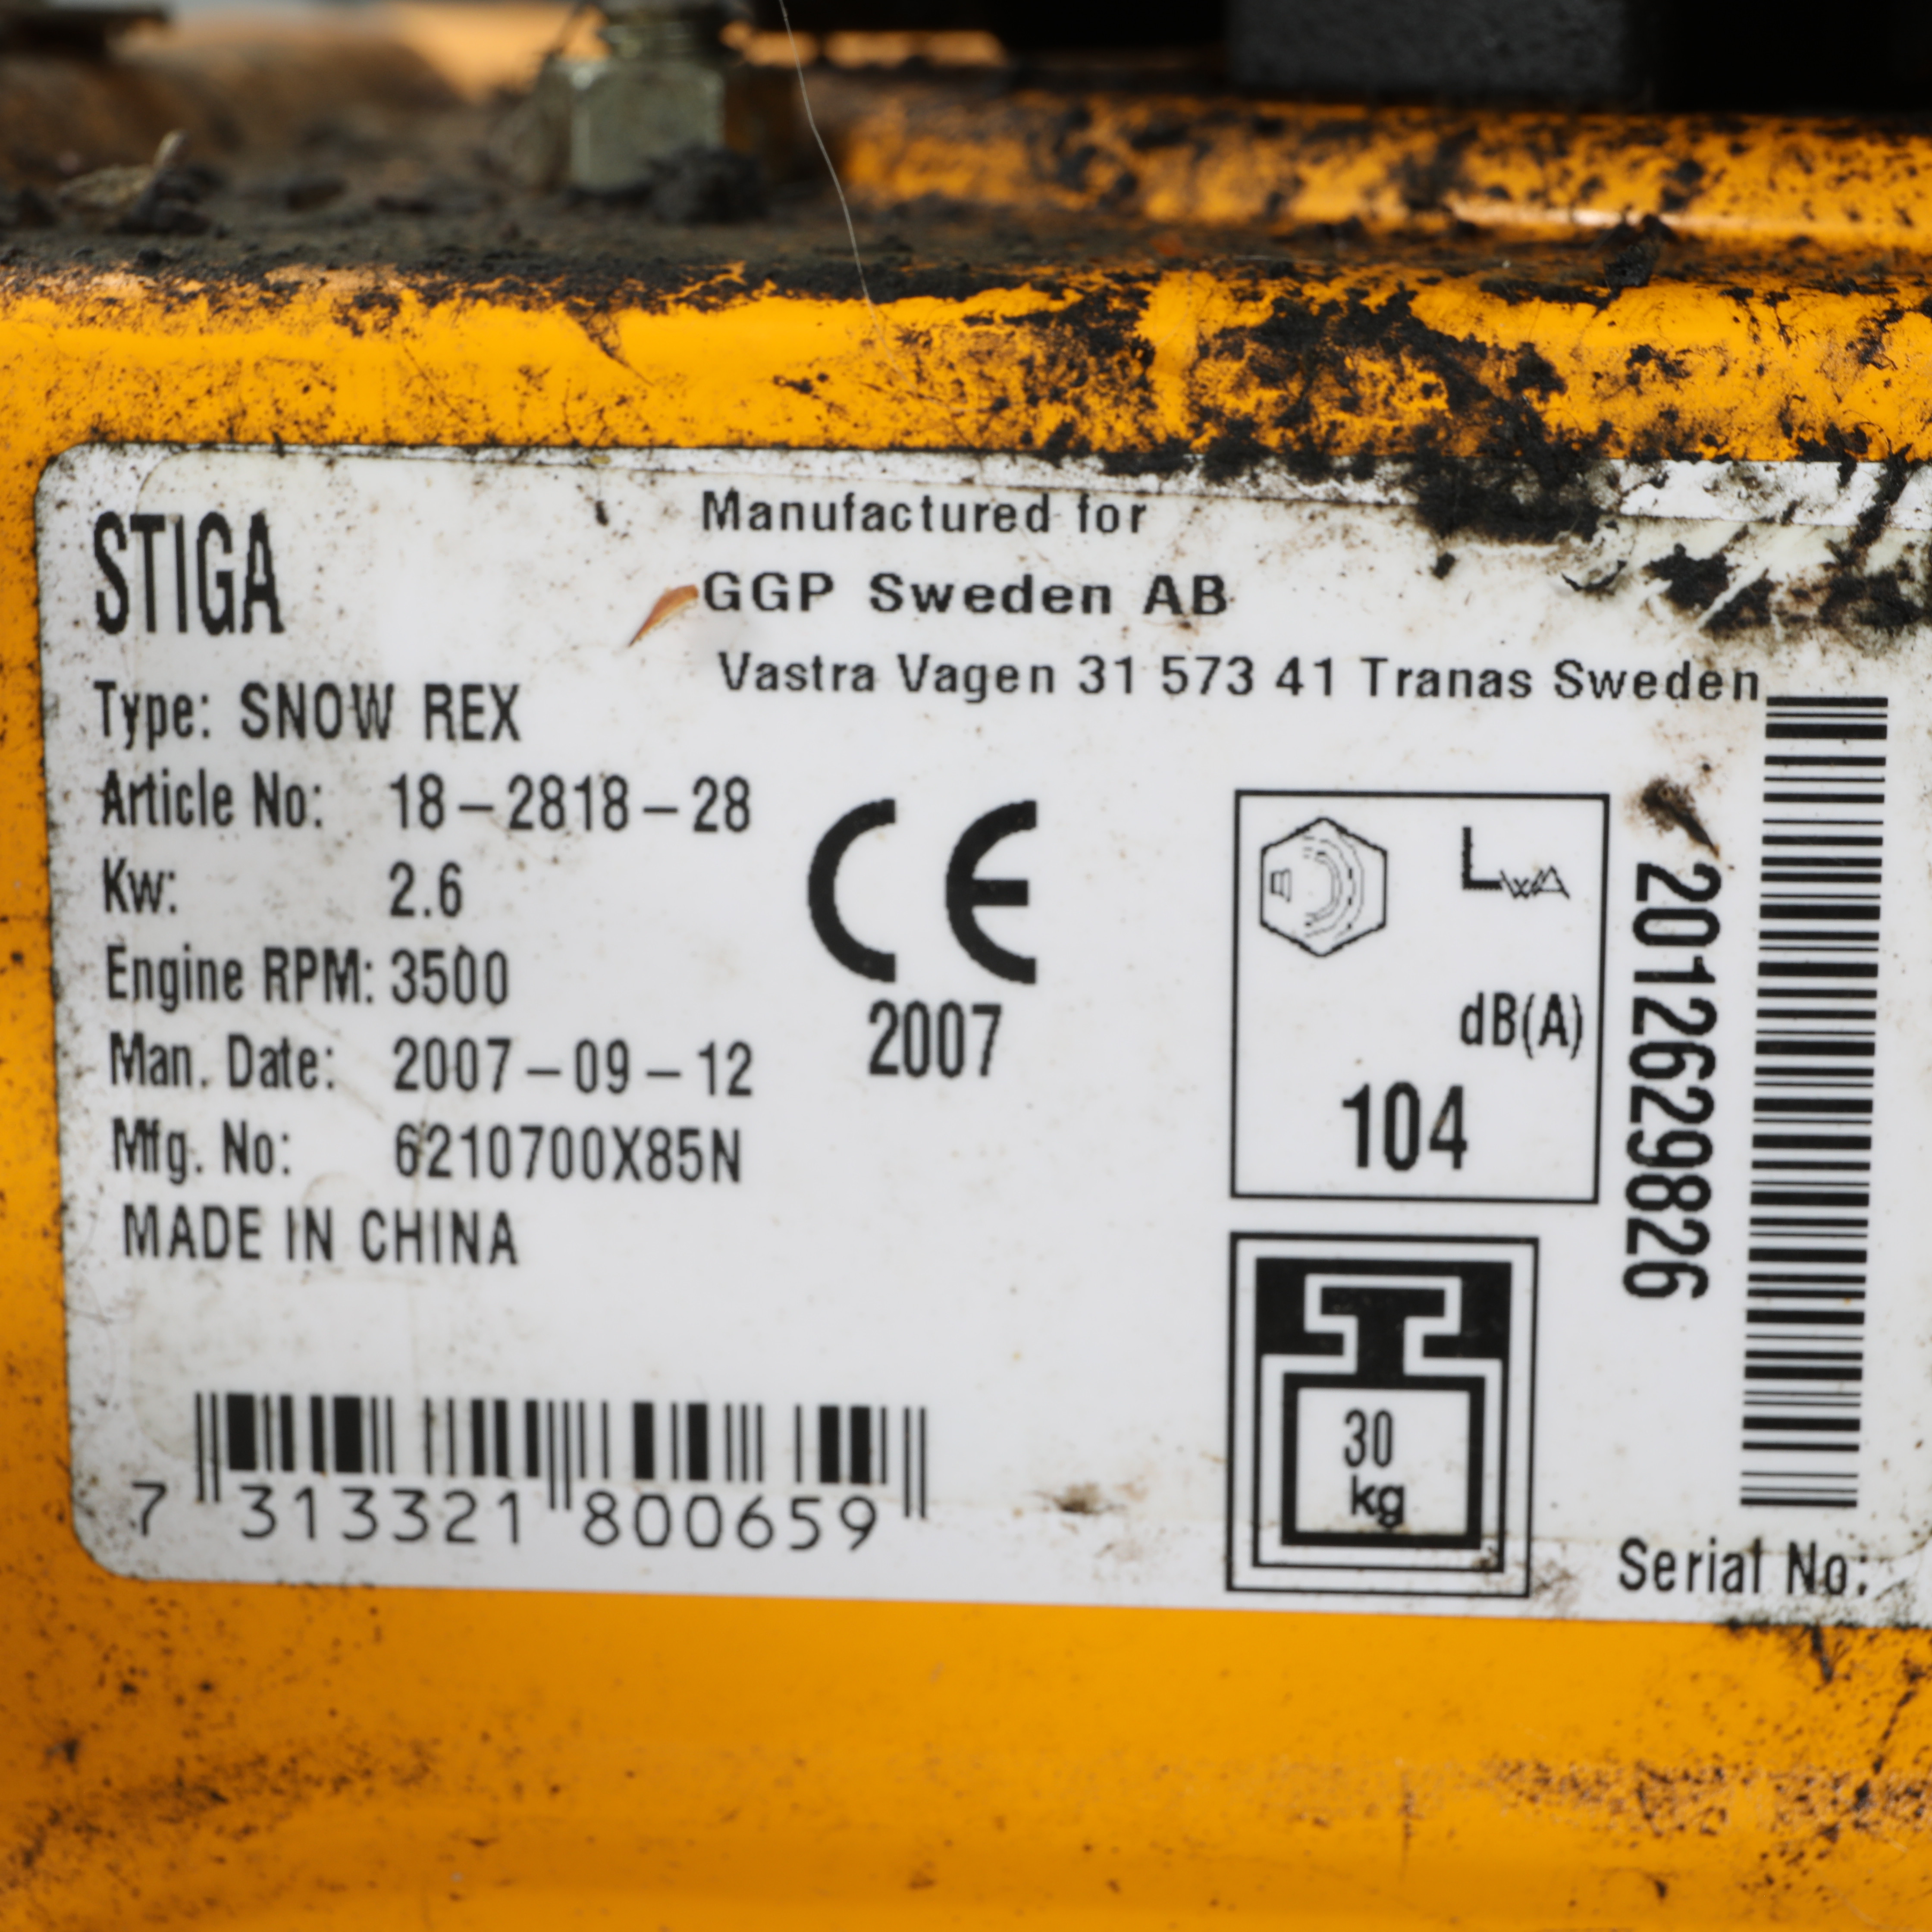 STIGA
Manufactured for
GGP Sweden AB
Vastra Vagen 31 573 41 Tranas Sweden
Type: SNOW REX
Article No: 18-2818-28
Kw: 2.6
Engine RPM: 3500
Man. Date: 2007-09-12
Mfg. No: 6210700X85N
MADE IN CHINA
7 313321 800659
CE
2007
LWA
dB(A)
104
30
kg
2012629826
Serial No: